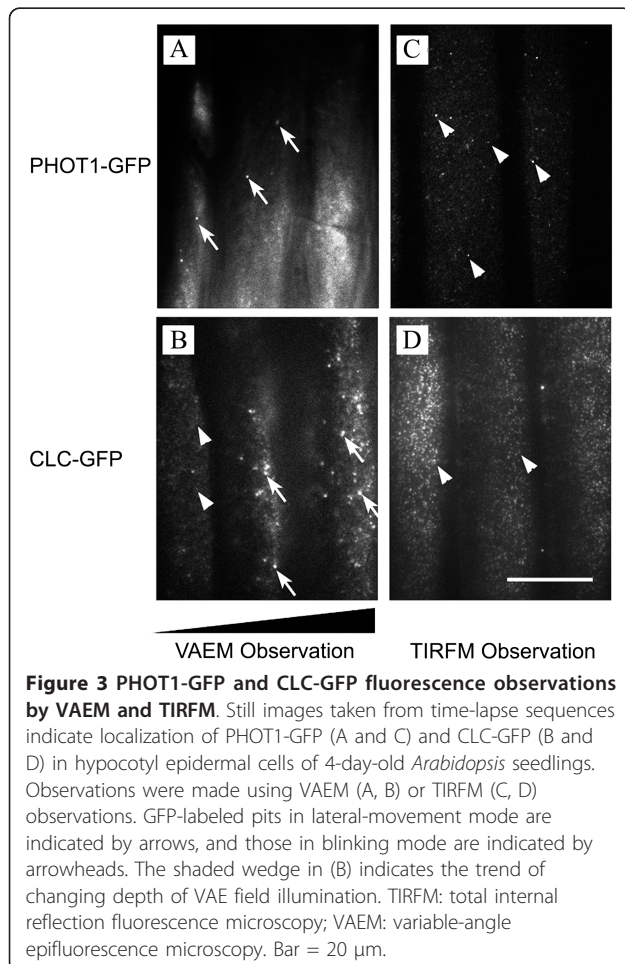 A
C
PHOT1-GFP
B
D
CLC-GFP
VAEM Observation
TIRFM Observation
Figure 3 PHOT1-GFP and CLC-GFP fluorescence observations
by VAEM and TIRFM. Still images taken from time-lapse sequences
indicate localization of PHOT1-GFP (A and C) and CLC-GFP (B and
D) in hypocotyl epidermal cells of 4-day-old Arabidopsis seedlings.
Observations were made using VAEM (A, B) or TIRFM (C, D)
observations. GFP-labeled pits in lateral-movement mode are
indicated by arrows, and those in blinking mode are indicated by
arrowheads. The shaded wedge in (B) indicates the trend of
changing depth of VAE field illumination. TIRFM: total internal
reflection fluorescence microscopy; VAEM: variable-angle
epifluorescence microscopy. Bar = 20 μm.